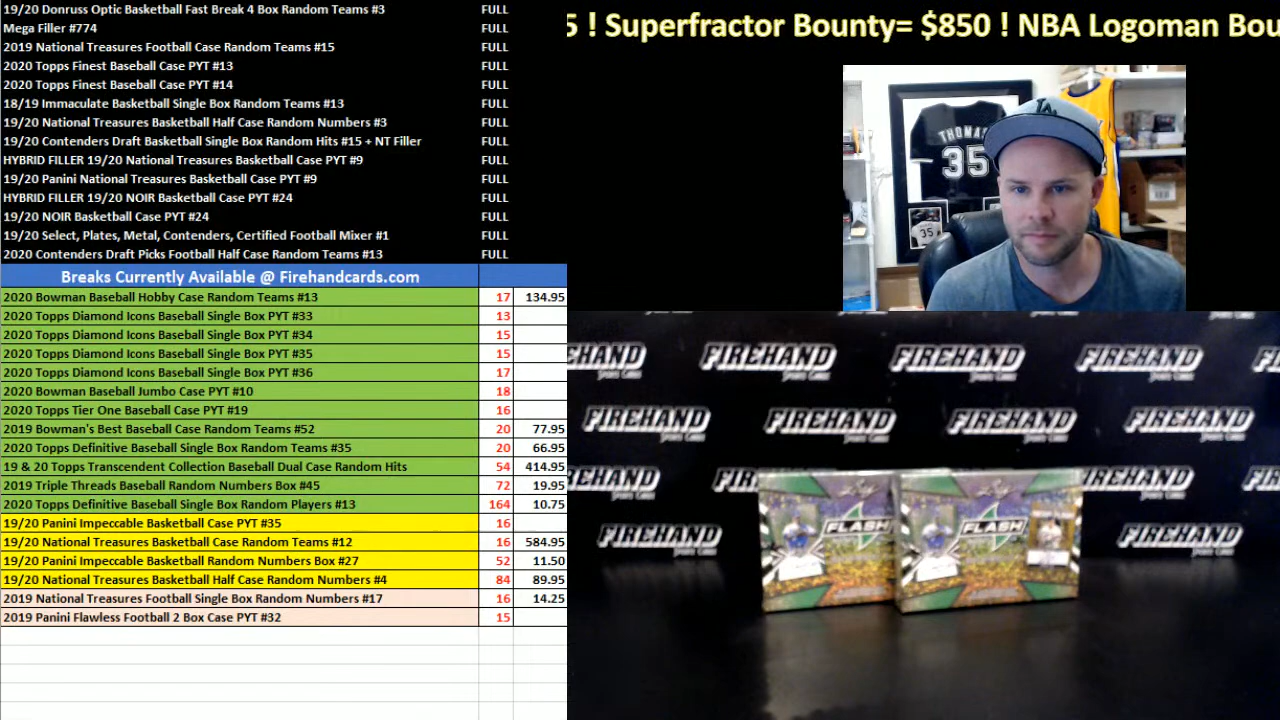 19/20 Donruss Optic Basketball Fast Break 4 Box Random Teams #3 FULL
Mega Filler #774 FULL
2019 National Treasures Football Case Random Teams #15 FULL
2020 Topps Finest Baseball Case PYT #13 FULL
2020 Topps Finest Baseball Case PYT #14 FULL
18/19 Immaculate Basketball Single Box Random Teams #13 FULL
19/20 National Treasures Basketball Half Case Random Numbers #3 FULL
19/20 Contenders Draft Basketball Single Box Random Hits #15 + NT Filler FULL
HYBRID FILLER 19/20 National Treasures Basketball Case PYT #9 FULL
19/20 Panini National Treasures Basketball Case PYT #9 FULL
HYBRID FILLER 19/20 NOIR Basketball Case PYT #24 FULL
19/20 NOIR Basketball Case PYT #24 FULL
19/20 Select, Plates, Metal, Contenders, Certified Football Mixer #1 FULL
2020 Contenders Draft Picks Football Half Case Random Teams #13 FULL
Breaks Currently Available @ Firehandcards.com
2020 Bowman Baseball Hobby Case Random Teams #13 17 134.95
2020 Topps Diamond Icons Baseball Single Box PYT #33 13
2020 Topps Diamond Icons Baseball Single Box PYT #34 15
2020 Topps Diamond Icons Baseball Single Box PYT #35 15
2020 Topps Diamond Icons Baseball Single Box PYT #36 17
2020 Bowman Baseball Jumbo Case PYT #10 18
2020 Topps Tier One Baseball Case PYT #19 16
2019 Bowman's Best Baseball Case Random Teams #52 20 77.95
2020 Topps Definitive Baseball Single Box Random Teams #35 20 66.95
19 & 20 Topps Transcendent Collection Baseball Dual Case Random Hits 54 414.95
2019 Triple Threads Baseball Random Numbers Box #45 72 19.95
2020 Topps Definitive Baseball Single Box Random Players #13 164 10.75
19/20 Panini Impeccable Basketball Case PYT #35 16
19/20 National Treasures Basketball Case Random Teams #12 16 584.95
19/20 Panini Impeccable Basketball Random Numbers Box #27 52 11.50
19/20 National Treasures Basketball Half Case Random Numbers #4 84 89.95
2019 National Treasures Football Single Box Random Numbers #17 16 14.25
2019 Panini Flawless Football 2 Box Case PYT #32 15
5 ! Superfractor Bounty= $850 ! NBA Logoman Bou
THOMAS
35
35
LA
FIREHAND FIREHAND FIREHAND FIREHAND
FIREHAND FIREHAND FIREHAND FIREHAND
FIREHAND FIREHAND
FIREHAND FIREHAND
FLASH FLASH